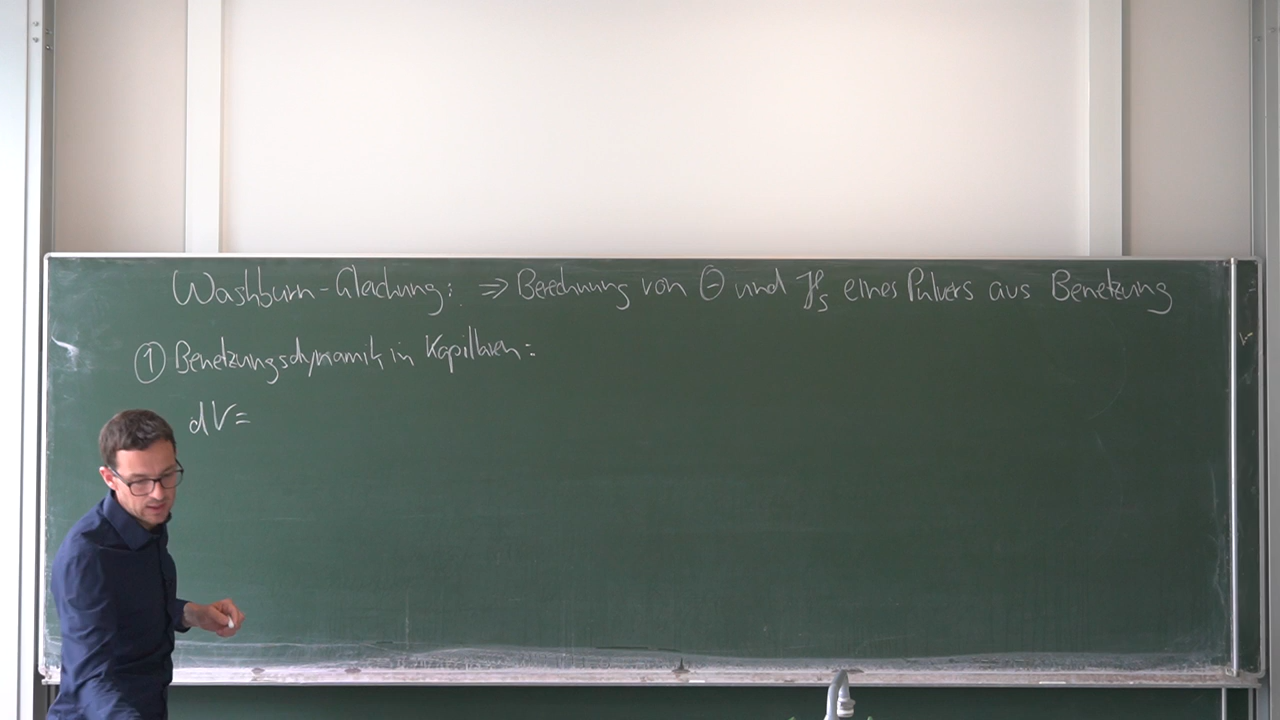 Washburn-Gleichung: ⇒ Berechnung von Θ und γs eines Pulvers aus Benetzung
① Benetzungsdynamik in Kapillaren:
dV=